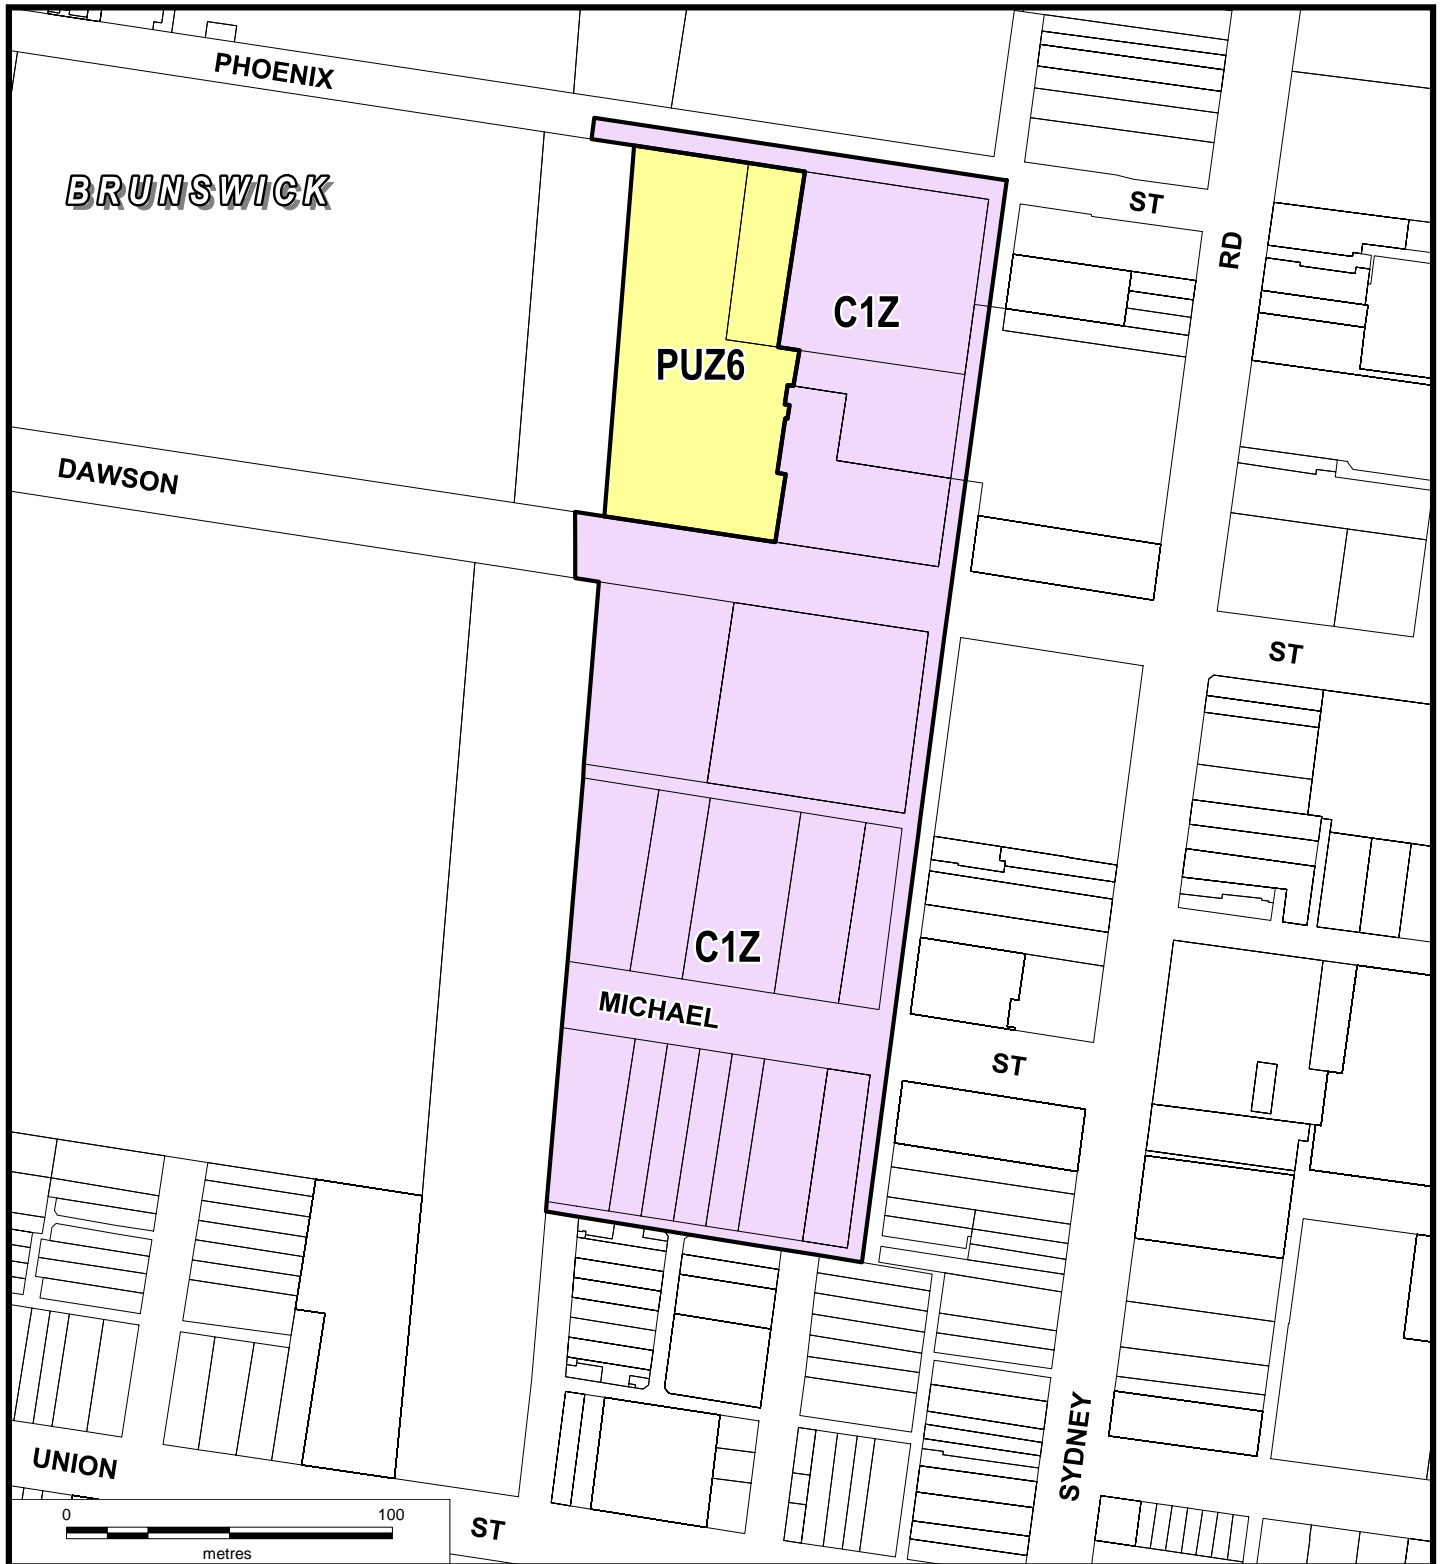 PHOENIX
BRUNSWICK
ST
RD
C1Z
PUZ6
DAWSON
ST
C1Z
MICHAEL
ST
SYDNEY
UNION
0 100
metres
ST